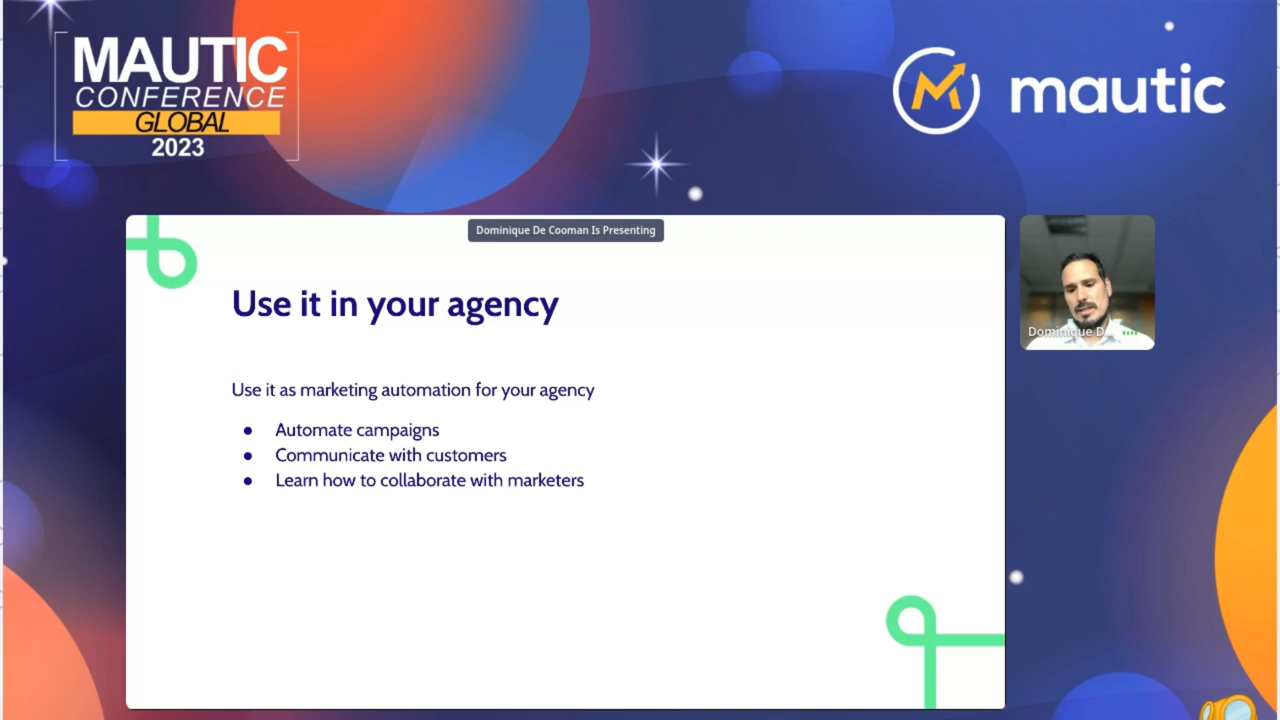 MAUTIC
CONFERENCE
GLOBAL
2023
mautic
Dominique De Cooman Is Presenting
Use it in your agency
Use it as marketing automation for your agency
● Automate campaigns
● Communicate with customers
● Learn how to collaborate with marketers
Dominique D...